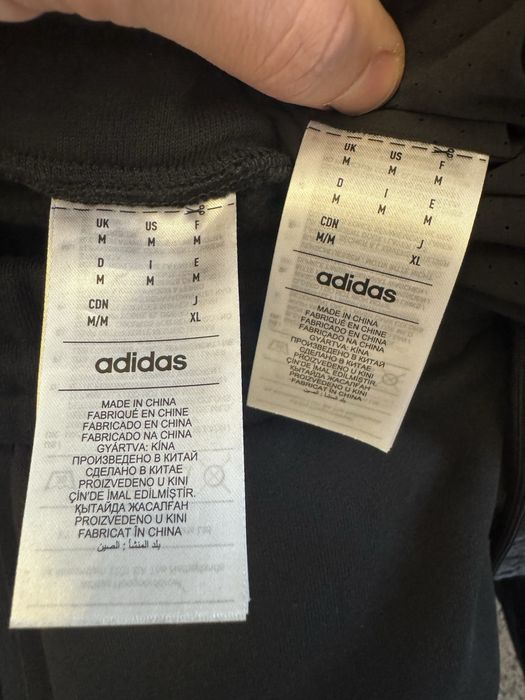 UK US F
M M M
D I E
M M M
CDN J
M/M XL
adidas
MADE IN CHINA
FABRIQUÉ EN CHINE
FABRICADO EN CHINA
FABRICADO NA CHINA
GYÁRTVA: KÍNA
ПРОИЗВЕДЕНО В КИТАЙ
СДЕЛАНО В КИТАЕ
PROIZVEDENO U KINI
ÇİN'DE İMAL EDİLMİŞTİR.
ҚЫТАЙДА ЖАСАЛҒАН
PROIZVEDENO U KINI
FABRICAT ÎN CHINA
بلد المنشأ : الصين
UK US F
M M M
D I E
M M M
CDN J
M/M XL
adidas
MADE IN CHINA
FABRIQUÉ EN CHINE
FABRICADO EN CHINA
FABRICADO NA CHINA
GYÁRTVA: KÍNA
ПРОИЗВЕДЕНО В КИТАЙ
СДЕЛАНО В КИТАЕ
PROIZVEDENO U KINI
ÇİN'DE İMAL EDİLMİŞTİR.
ҚЫТАЙДА ЖАСАЛҒАН
PROIZVEDENO U KINI
FABRICAT ÎN CHINA
بلد المنشأ : الصين